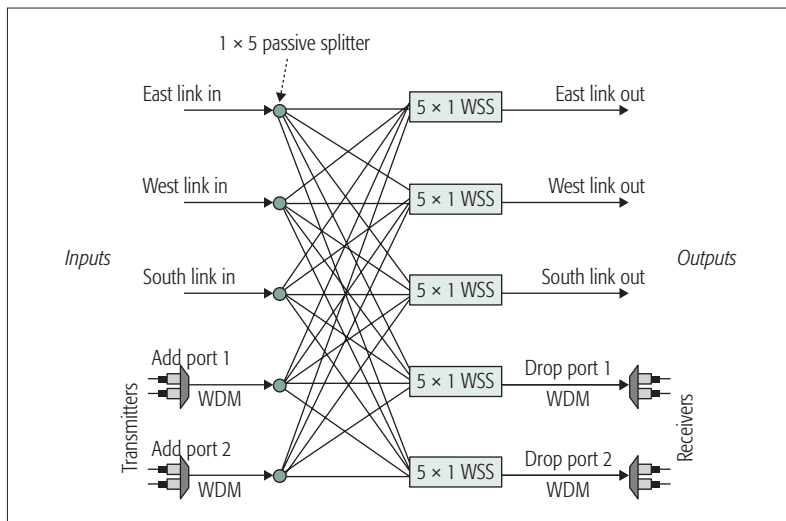 1 × 5 passive splitter
East link in
5 × 1 WSS
East link out
West link in
5 × 1 WSS
West link out
Inputs
South link in
5 × 1 WSS
South link out
Outputs
Transmitters
Add port 1
WDM
5 × 1 WSS
Drop port 1
WDM
Receivers
Add port 2
WDM
5 × 1 WSS
Drop port 2
WDM